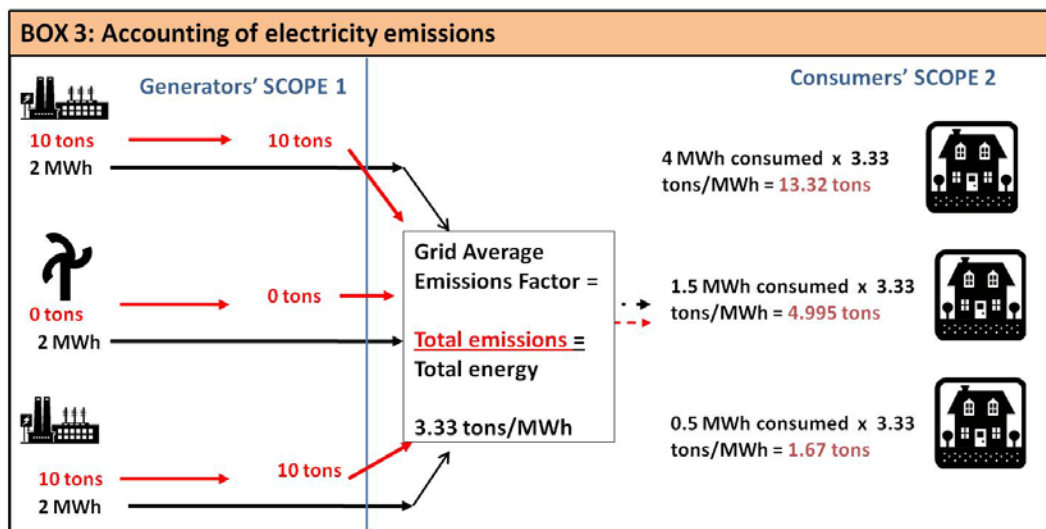 BOX 3: Accounting of electricity emissions
Generators' SCOPE 1
10 tons
10 tons
2 MWh
0 tons
0 tons
2 MWh
10 tons
10 tons
2 MWh
Grid Average
Emissions Factor =
Total emissions =
Total energy
3.33 tons/MWh
Consumers' SCOPE 2
4 MWh consumed x 3.33
tons/MWh = 13.32 tons
1.5 MWh consumed x 3.33
tons/MWh = 4.995 tons
0.5 MWh consumed x 3.33
tons/MWh = 1.67 tons